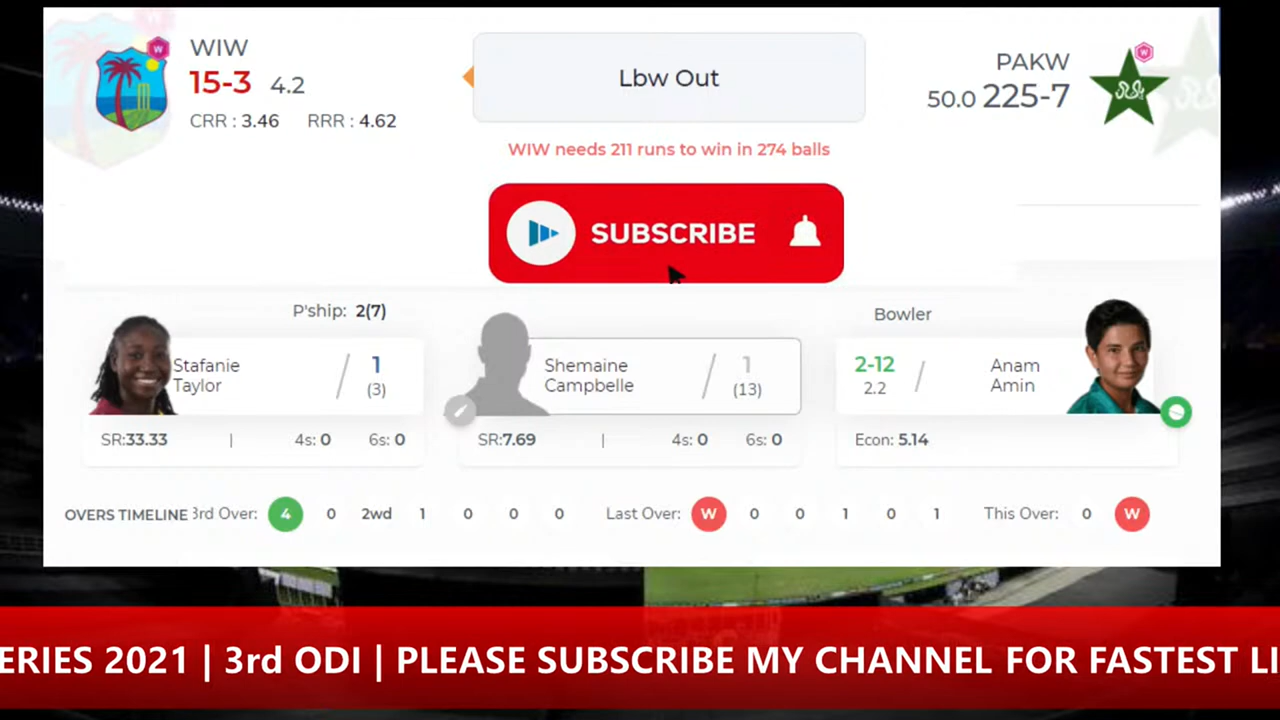 WIW
15-3 4.2
CRR : 3.46 RRR : 4.62
W
Lbw Out
PAKW
50.0 225-7
W
WIW needs 211 runs to win in 274 balls
SUBSCRIBE
P'ship: 2(7)
Bowler
Stafanie
Taylor
1
(3)
Shemaine
Campbelle
1
(13)
2-12
2.2
Anam
Amin
SR:33.33 | 4s: 0 6s: 0
SR:7.69 | 4s: 0 6s: 0
Econ: 5.14
OVERS TIMELINE 3rd Over: 4 0 2wd 1 0 0 0 Last Over: W 0 0 1 0 1 This Over: 0 W
ERIES 2021 | 3rd ODI | PLEASE SUBSCRIBE MY CHANNEL FOR FASTEST LI